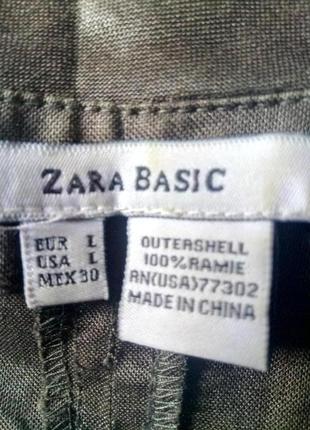 ZARA BASIC
EUR L
USA L
MEX 30
OUTERSHELL
100% RAMIE
RN(USA)77302
MADE IN CHINA